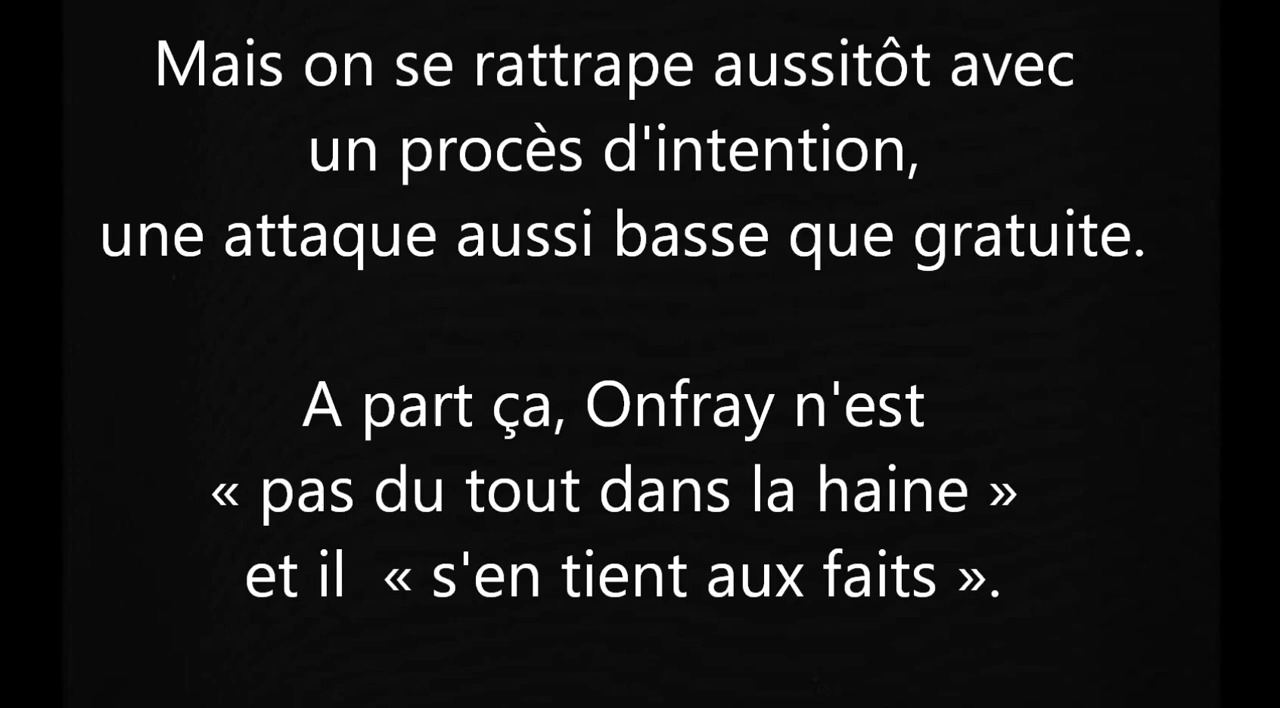 Mais on se rattrape aussitôt avec
un procès d'intention,
une attaque aussi basse que gratuite.
A part ça, Onfray n'est
« pas du tout dans la haine »
et il  « s'en tient aux faits ».